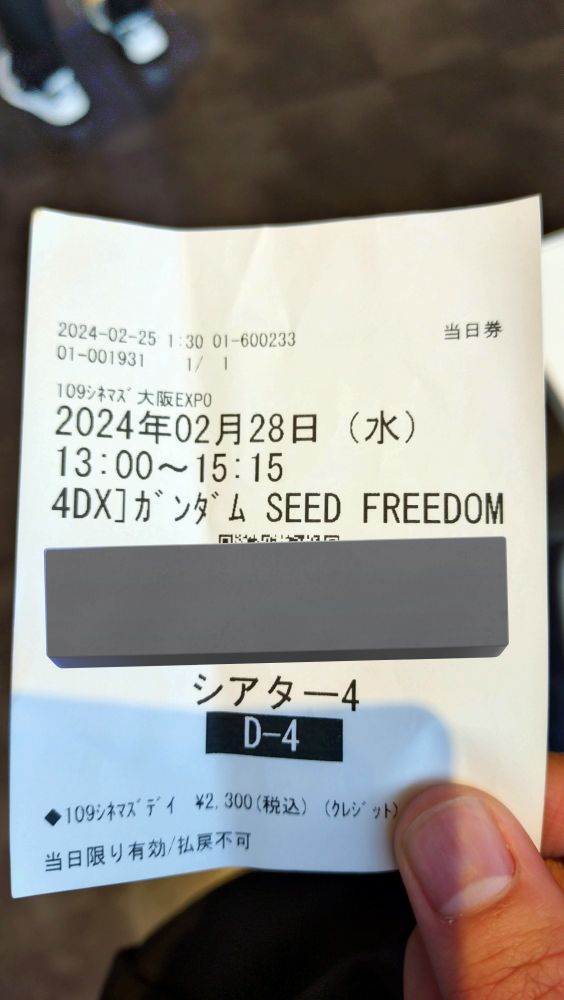 2024-02-25 1:30 01-600233 当日券
01-001931 1/ 1
109ｼﾈﾏｽﾞ大阪EXPO
2024年02月28日（水）
13:00～15:15
4DX]ｶﾞﾝﾀﾞﾑ SEED FREEDOM
シアター4
D-4
◆109ｼﾈﾏｽﾞﾃﾞｲ ¥2,300(税込) (ｸﾚｼﾞｯﾄ)
当日限り有効/払戻不可